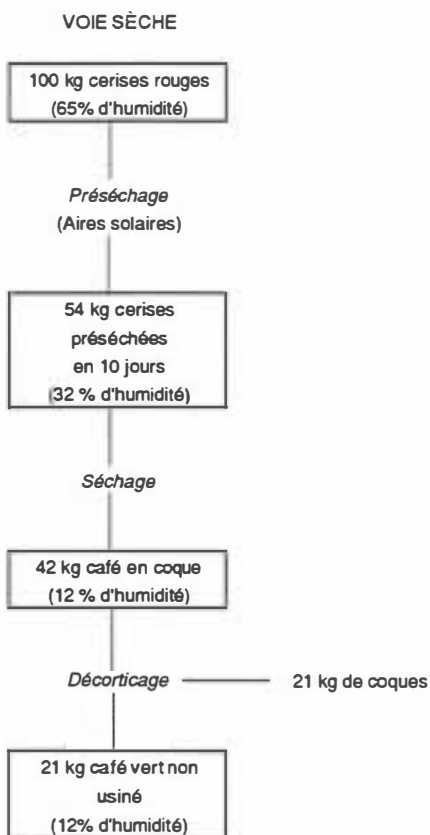 VOIE SÈCHE
100 kg cerises rouges
(65% d'humidité)
Préséchage
(Aires solaires)
54 kg cerises
préséchées
en 10 jours
(32 % d'humidité)
Séchage
42 kg café en coque
(12 % d'humidité)
Décorticage
21 kg de coques
21 kg café vert non
usiné
(12% d'humidité)